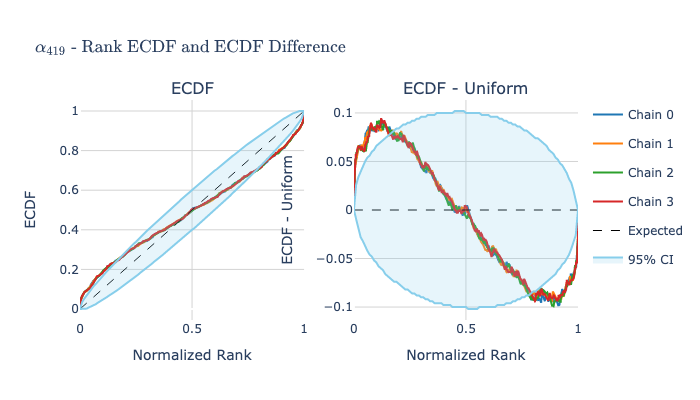 α₄₁₉ - Rank ECDF and ECDF Difference
ECDF
ECDF
1
0.8
0.6
0.4
0.2
0
0
0.5
1
Normalized Rank
ECDF - Uniform
ECDF - Uniform
0.1
0.05
0
−0.05
−0.1
0
0.5
1
Normalized Rank
Chain 0
Chain 1
Chain 2
Chain 3
Expected
95% CI